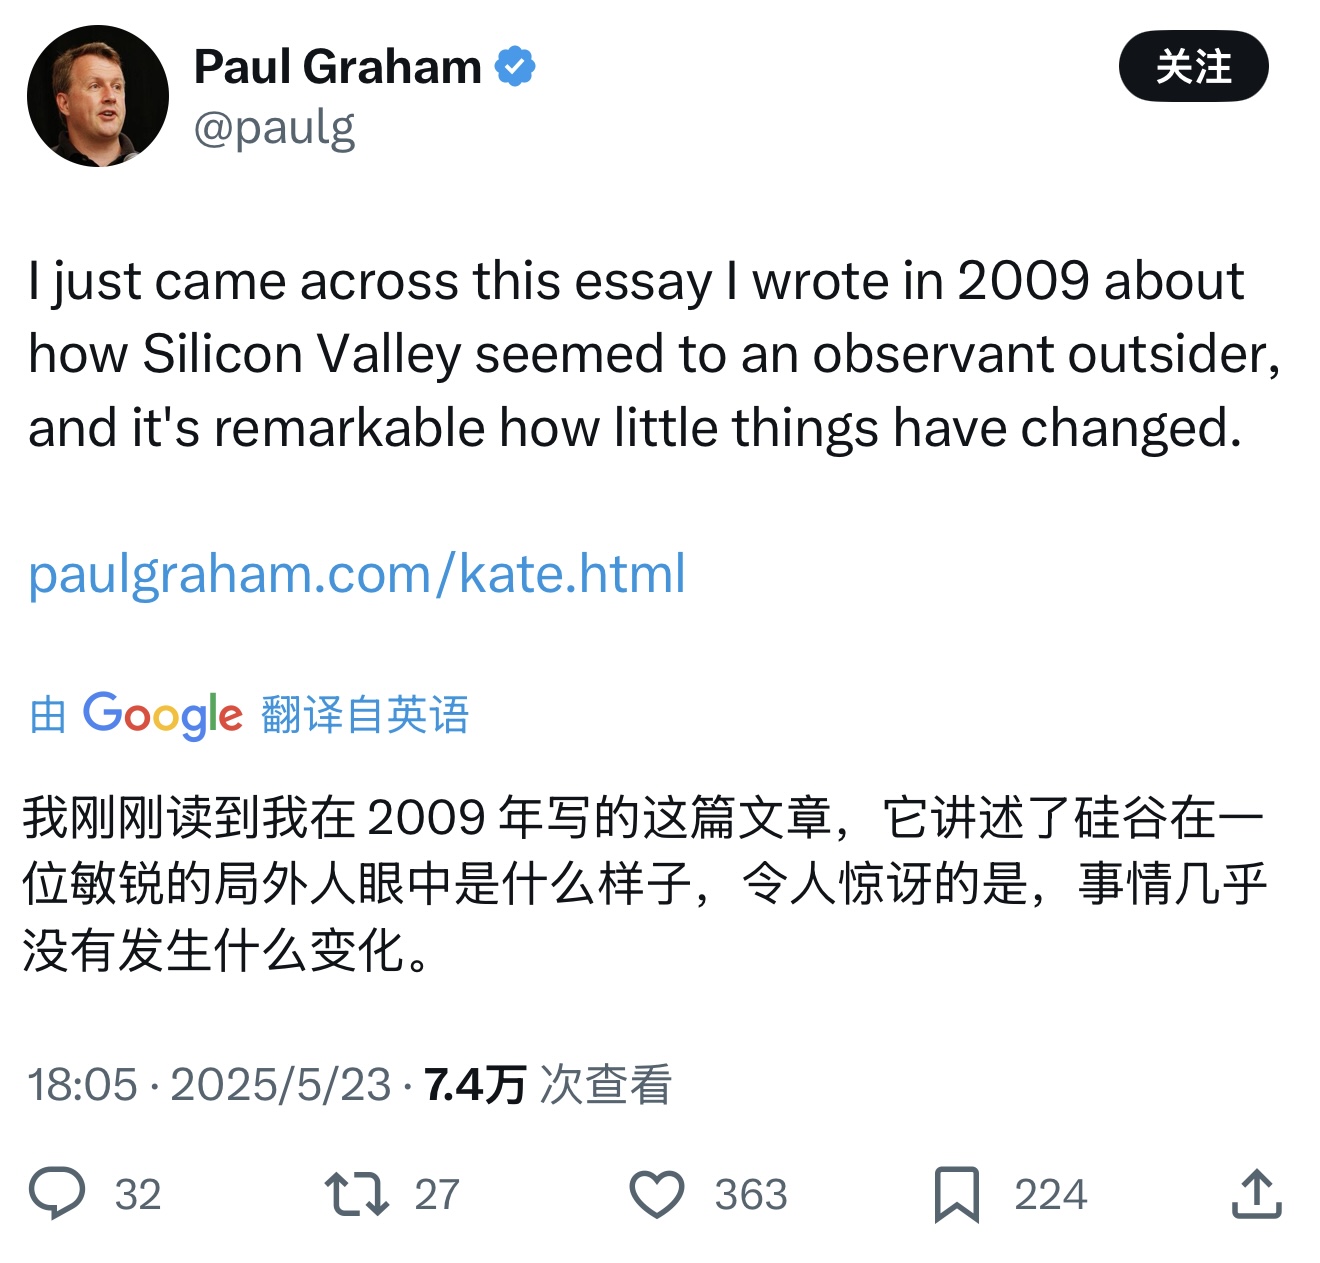 Paul Graham
关注
@paulg
I just came across this essay I wrote in 2009 about
how Silicon Valley seemed to an observant outsider,
and it's remarkable how little things have changed.
paulgraham.com/kate.html
由 Google 翻译自英语
我刚刚读到我在 2009 年写的这篇文章，它讲述了硅谷在一
位敏锐的局外人眼中是什么样子，令人惊讶的是，事情几乎
没有发生什么变化。
18:05 · 2025/5/23 · 7.4万 次查看
32 27 363 224